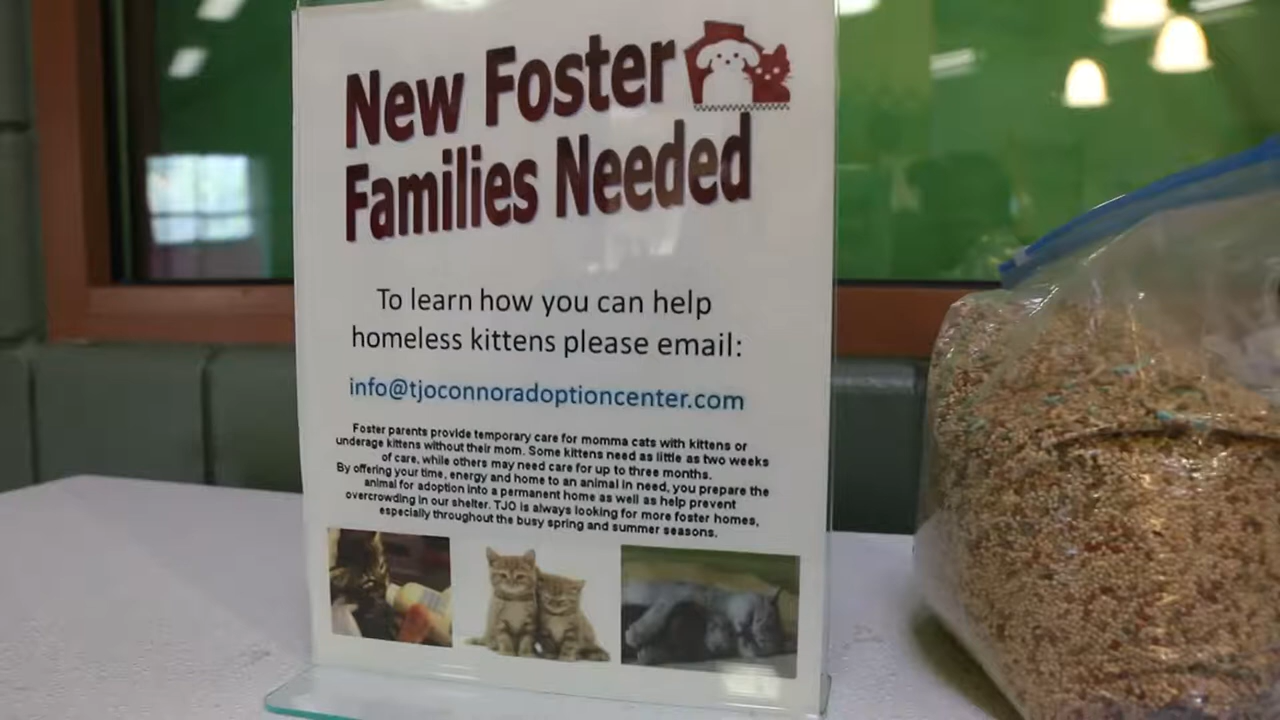 New Foster
Families Needed
To learn how you can help
homeless kittens please email:
info@tjoconnoradoptioncenter.com
Foster parents provide temporary care for momma cats with kittens or
underage kittens without their mom. Some kittens need as little as two weeks
of care, while others may need care for up to three months.
By offering your time, energy and home to an animal in need, you prepare the
animal for adoption into a permanent home as well as help prevent
overcrowding in our shelter. TJO is always looking for more foster homes,
especially throughout the busy spring and summer seasons.